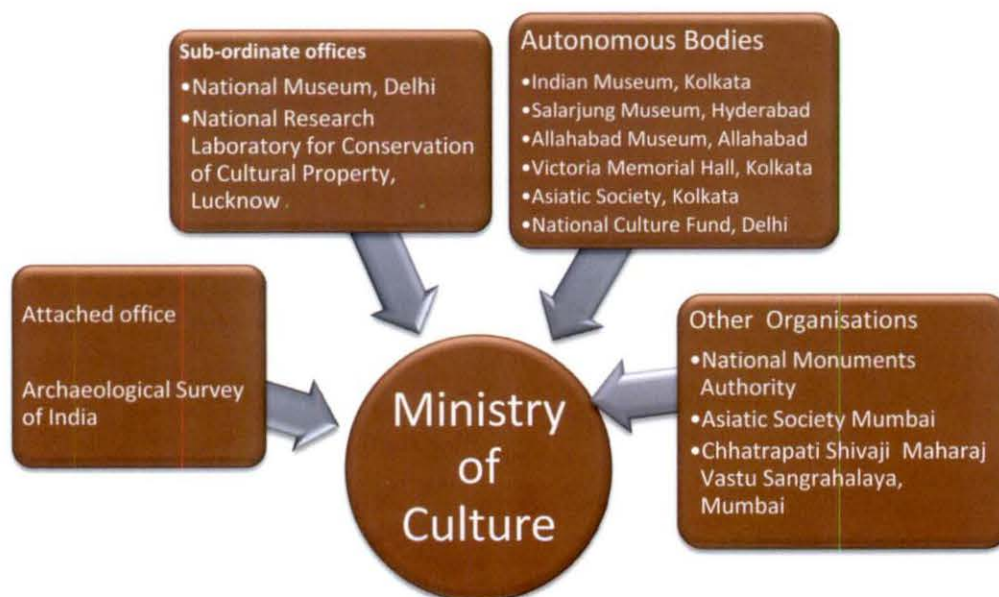 Sub-ordinate offices
•National Museum, Delhi
•National Research
Laboratory for Conservation
of Cultural Property,
Lucknow
Autonomous Bodies
•Indian Museum, Kolkata
•Salarjung Museum, Hyderabad
•Allahabad Museum, Allahabad
•Victoria Memorial Hall, Kolkata
•Asiatic Society, Kolkata
•National Culture Fund, Delhi
Attached office
Archaeological Survey
of India
Ministry
of
Culture
Other Organisations
•National Monuments
Authority
•Asiatic Society Mumbai
•Chhatrapati Shivaji Maharaj
Vastu Sangrahalaya,
Mumbai